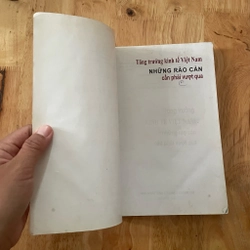 Tăng trưởng kinh tế Việt Nam
NHỮNG RÀO CẢN
cần phải vượt qua